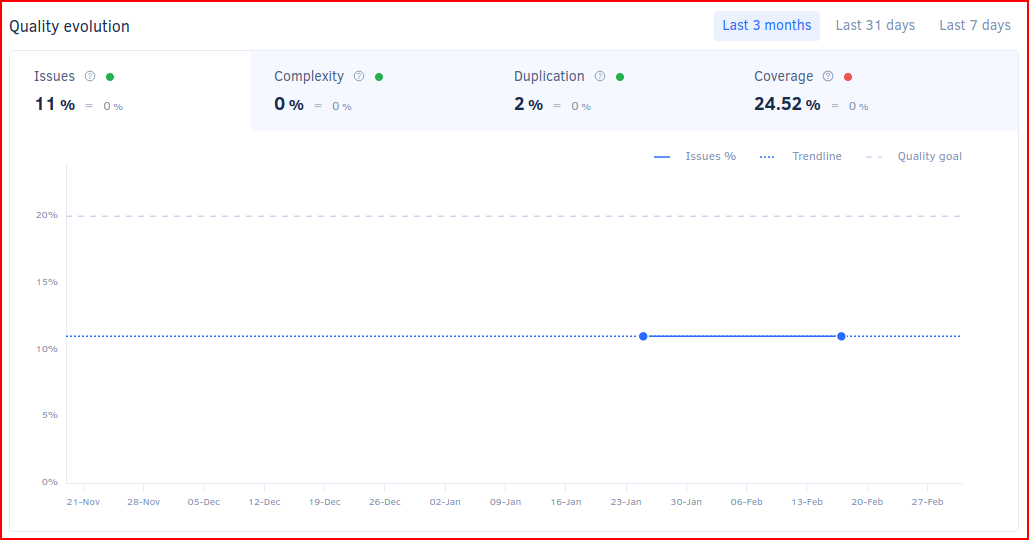 Quality evolution Last 3 months Last 31 days Last 7 days
Issues Complexity Duplication Coverage
11 % = 0 % 0 % = 0 % 2 % = 0 % 24.52 % = 0 %
Issues % Trendline Quality goal
20%
15%
10%
5%
0%
21-Nov 28-Nov 05-Dec 12-Dec 19-Dec 26-Dec 02-Jan 09-Jan 16-Jan 23-Jan 30-Jan 06-Feb 13-Feb 20-Feb 27-Feb